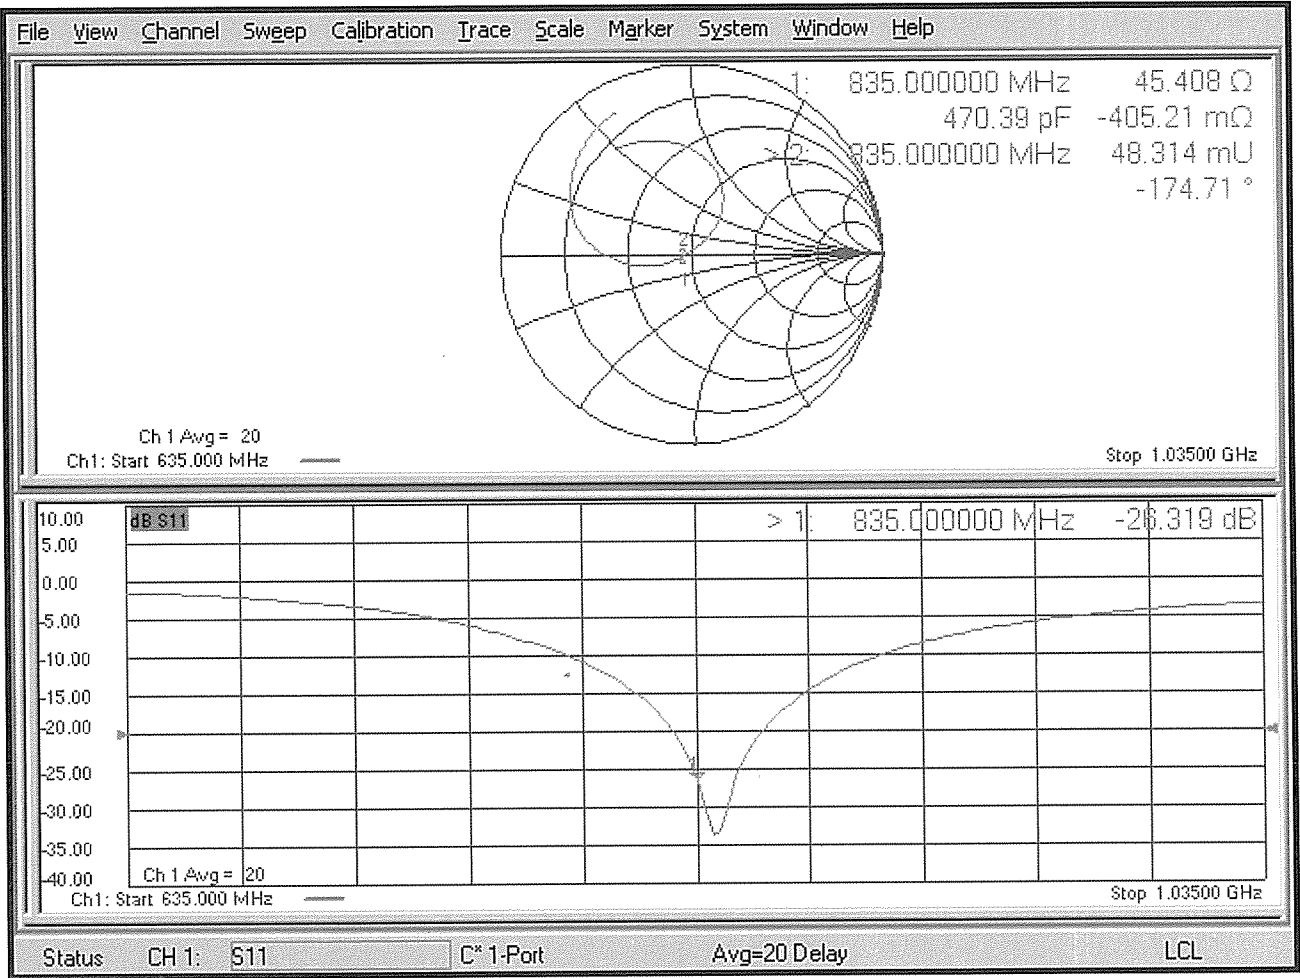 File View Channel Sweep Calibration Trace Scale Marker System Window Help
1: 835.000000 MHz 45.408 Ω
470.39 pF -405.21 mΩ
> 2: 835.000000 MHz 48.314 mU
-174.71 °
2
1
Ch 1 Avg = 20
Ch1: Start 635.000 MHz
Stop 1.03500 GHz
10.00
dB S11
> 1: 835.000000 MHz -26.319 dB
5.00
0.00
-5.00
-10.00
-15.00
-20.00
-25.00
-30.00
-35.00
-40.00
Ch 1 Avg = 20
Ch1: Start 635.000 MHz
Stop 1.03500 GHz
Status CH 1: S11 C* 1-Port Avg=20 Delay LCL